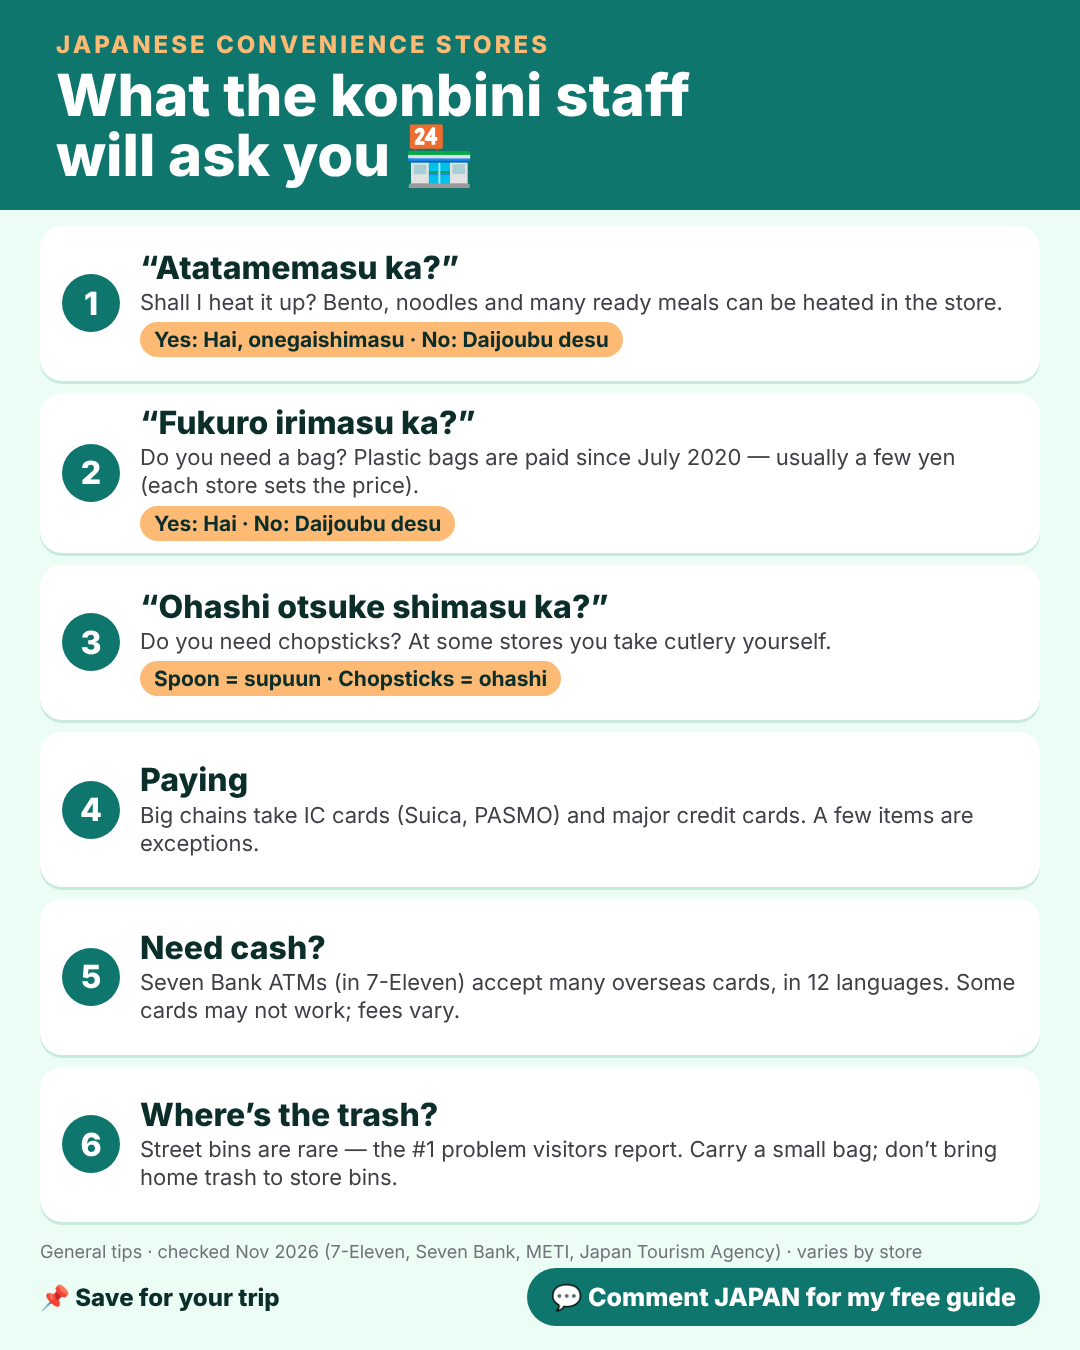 JAPANESE CONVENIENCE STORES
What the konbini staff
will ask you
24
1
“Atatamemasu ka?”
Shall I heat it up? Bento, noodles and many ready meals can be heated in the store.
Yes: Hai, onegaishimasu · No: Daijoubu desu
2
“Fukuro irimasu ka?”
Do you need a bag? Plastic bags are paid since July 2020 — usually a few yen
(each store sets the price).
Yes: Hai · No: Daijoubu desu
3
“Ohashi otsuke shimasu ka?”
Do you need chopsticks? At some stores you take cutlery yourself.
Spoon = supuun · Chopsticks = ohashi
4
Paying
Big chains take IC cards (Suica, PASMO) and major credit cards. A few items are
exceptions.
5
Need cash?
Seven Bank ATMs (in 7-Eleven) accept many overseas cards, in 12 languages. Some
cards may not work; fees vary.
6
Where’s the trash?
Street bins are rare — the #1 problem visitors report. Carry a small bag; don’t bring
home trash to store bins.
General tips · checked Nov 2026 (7-Eleven, Seven Bank, METI, Japan Tourism Agency) · varies by store
📌 Save for your trip
💬 Comment JAPAN for my free guide